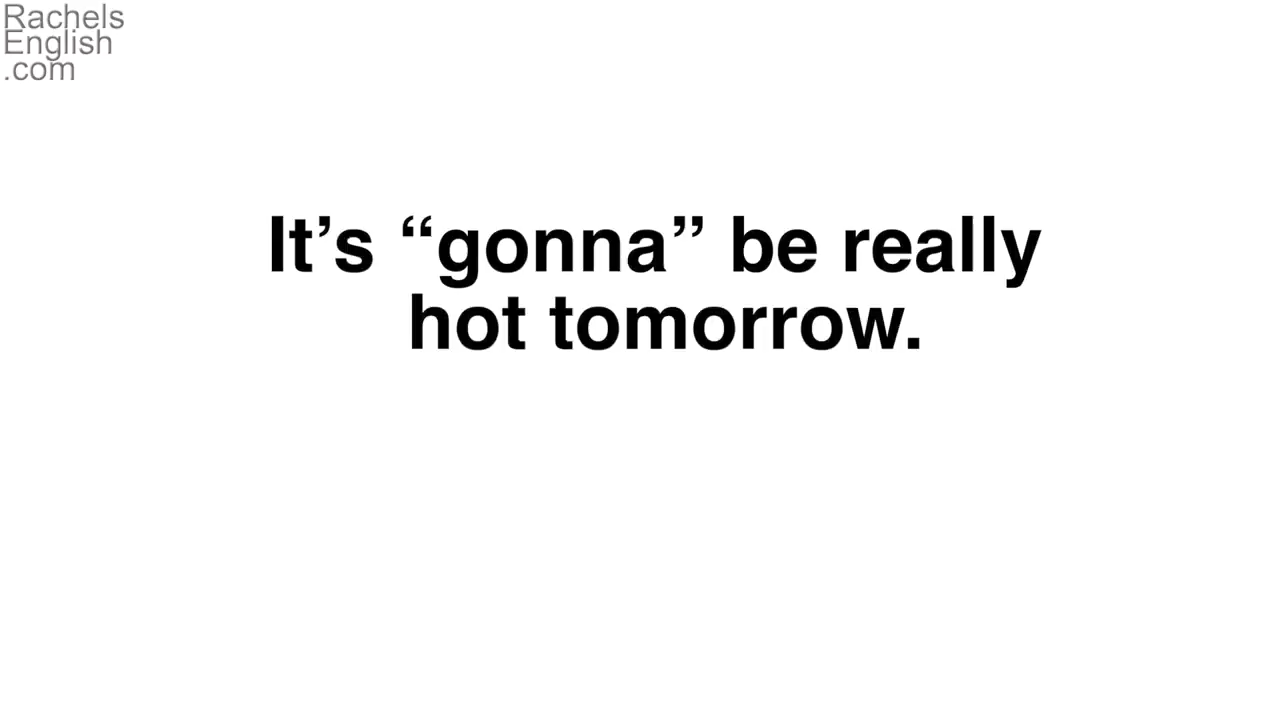 Rachels
English
.com
It’s “gonna” be really
hot tomorrow.